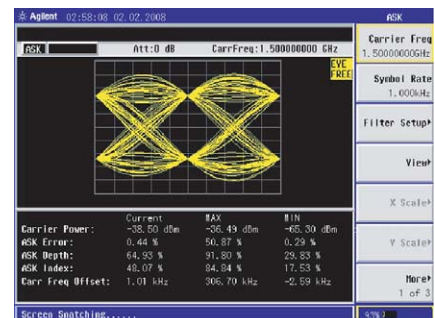 Agilent 02:58:08 02.02.2008 ASK
ASK Att:0 dB CarrFreq:1.500000000 GHz
EYE
FREE
Carrier Freq
1.50000000GHz
Symbol Rate
1.000kHz
Filter Setup
View
X Scale
Y Scale
More
1 of 3
Current MAX MIN
Carrier Power: -38.50 dBm -36.49 dBm -65.30 dBm
ASK Error: 0.44 % 50.87 % 0.29 %
ASK Depth: 64.93 % 91.80 % 29.83 %
ASK Index: 48.07 % 84.84 % 17.53 %
Carr Freq Offset: 1.01 kHz 306.70 kHz -2.59 kHz
Screen Snatching......
93%